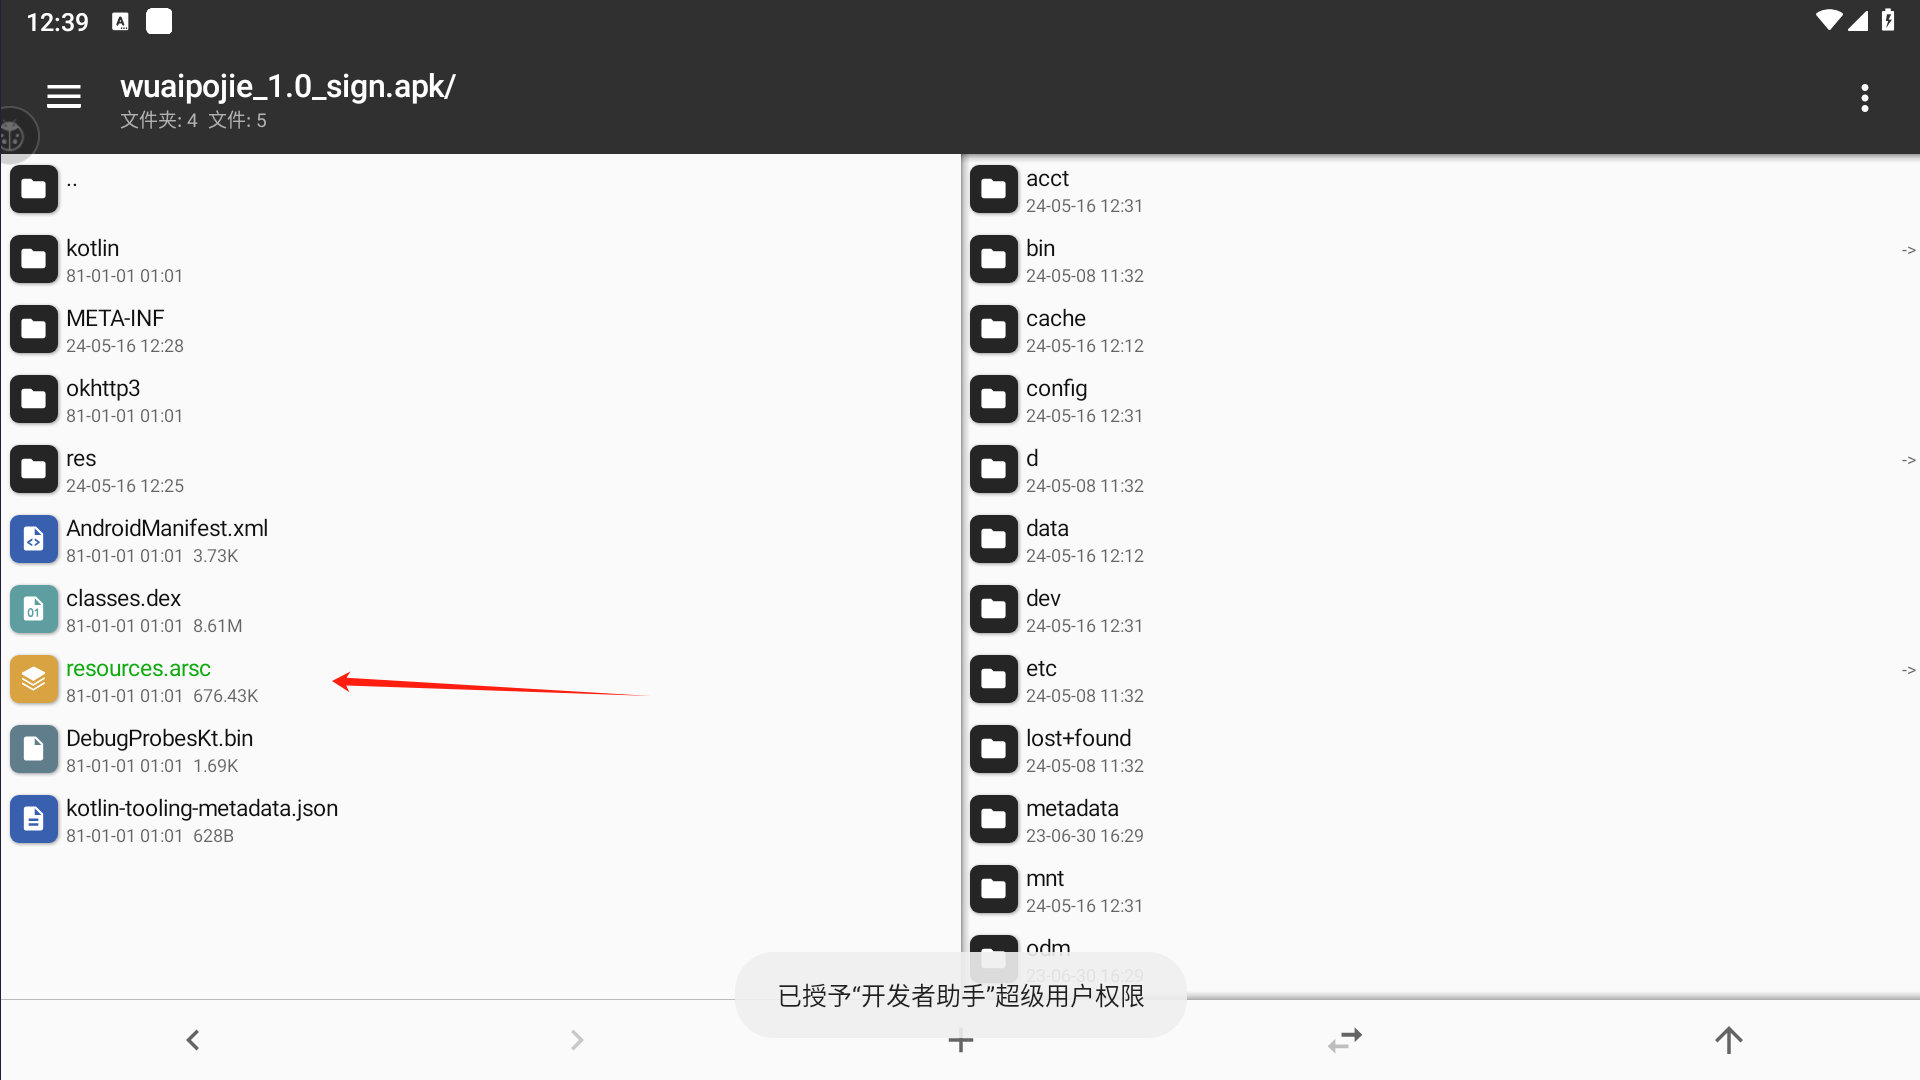 12:39
wuaipojie_1.0_sign.apk/
文件夹: 4 文件: 5
..
kotlin
81-01-01 01:01
META-INF
24-05-16 12:28
okhttp3
81-01-01 01:01
res
24-05-16 12:25
AndroidManifest.xml
81-01-01 01:01 3.73K
classes.dex
81-01-01 01:01 8.61M
resources.arsc
81-01-01 01:01 676.43K
DebugProbesKt.bin
81-01-01 01:01 1.69K
kotlin-tooling-metadata.json
81-01-01 01:01 628B
acct
24-05-16 12:31
bin
->
24-05-08 11:32
cache
24-05-16 12:12
config
24-05-16 12:31
d
->
24-05-08 11:32
data
24-05-16 12:12
dev
24-05-16 12:31
etc
->
24-05-08 11:32
lost+found
24-05-08 11:32
metadata
23-06-30 16:29
mnt
24-05-16 12:31
odm
23-06-30 16:29
已授予“开发者助手”超级用户权限